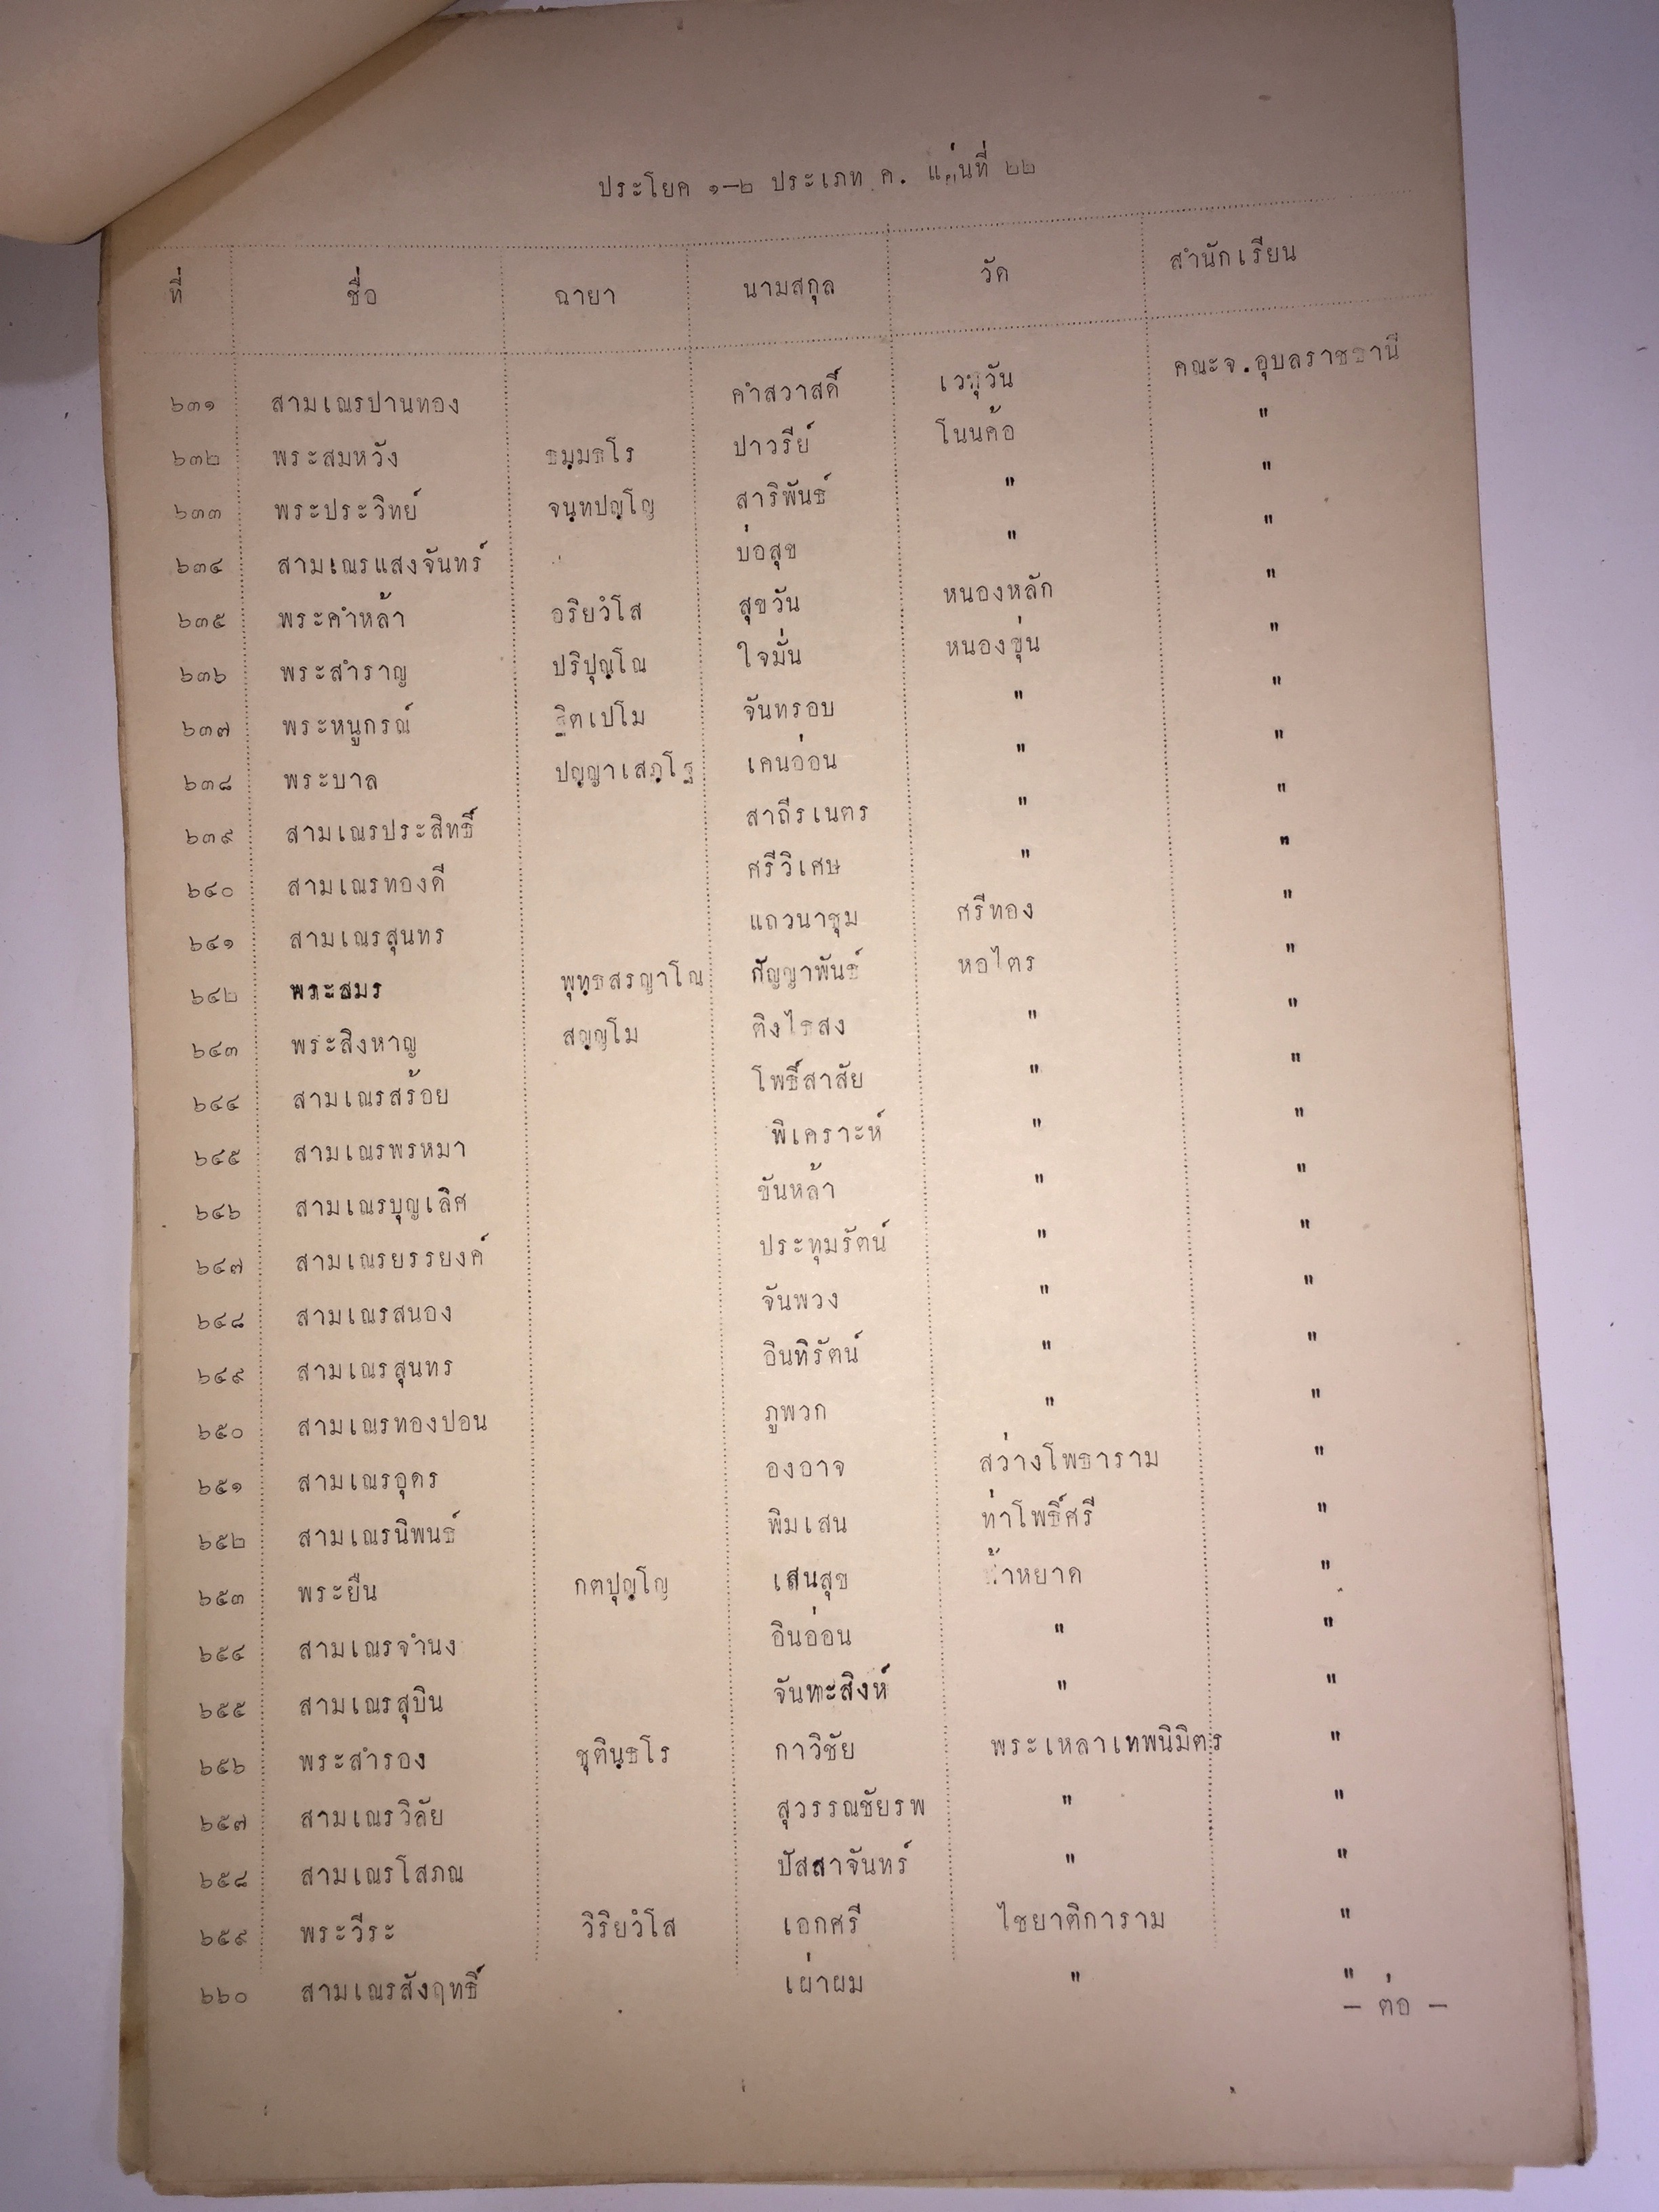 ประโยค ๑-๒ ประเภท ค. แผ่นที่ ๒๒
ที่ ชื่อ ฉายา นามสกุล วัด สำนักเรียน
๖๓๑ สามเณรปานทอง คำสวาสดิ์ เวฬุวัน คณะจ.อุบลราชธานี
๖๓๒ พระสมหวัง ธมฺมธโร ปาวรีย์ โนนค้อ "
๖๓๓ พระประวิทย์ จนฺทปญฺโญ สาริพันธ์ " "
๖๓๔ สามเณรแสงจันทร์ บ่อสุข " "
๖๓๕ พระคำหล้า อริยวํโส สุขวัน หนองหลัก "
๖๓๖ พระสำราญ ปริปุญฺโณ ใจมั่น หนองขุ่น "
๖๓๗ พระหนูกรณ์ ฐิตเปโม จันทรอบ " "
๖๓๘ พระบาล ปญฺญาเสฏฺโฐ เคนอ่อน " "
๖๓๙ สามเณรประสิทธิ์ สาถีรเนตร " "
๖๔๐ สามเณรทองดี ศรีวิเศษ " "
๖๔๑ สามเณรสุนทร แถวนาชุม ศรีทอง "
๖๔๒ พระสมร พุทฺธสรญาโณ กัญญาพันธ์ หอไตร "
๖๔๓ พระสิงหาญ สญฺญโม ติงไธสง " "
๖๔๔ สามเณรสร้อย โพธิ์สาสัย " "
๖๔๕ สามเณรพรหมา พิเคราะห์ " "
๖๔๖ สามเณรบุญเลิศ ขันหล้า " "
๖๔๗ สามเณรยรรยงค์ ประทุมรัตน์ " "
๖๔๘ สามเณรสนอง จันพวง " "
๖๔๙ สามเณรสุนทร อินทิรัตน์ " "
๖๕๐ สามเณรทองปอน ภูพวก " "
๖๕๑ สามเณรอุดร องอาจ สว่างโพธาราม "
๖๕๒ สามเณรนิพนธ์ พิมเสน ท่าโพธิ์ศรี "
๖๕๓ พระยืน กตปุญฺโญ เสนสุข "
๖๕๔ สามเณรจำนง อินอ่อน " "
๖๕๕ สามเณรสุบิน จันทะสิงห์ " "
๖๕๖ พระสำรอง ชุตินฺธโร กาวิชัย พระเหลาเทพนิมิตร "
๖๕๗ สามเณรวิลัย สุวรรณชัยรพ " "
๖๕๘ สามเณรโสภณ ปัสสาจันทร์ " "
๖๕๙ พระวีระ วิริยวํโส เอกศรี ไชยาติการาม "
๖๖๐ สามเณรสังฤทธิ์ เผ่าผม " "
- ต่อ -